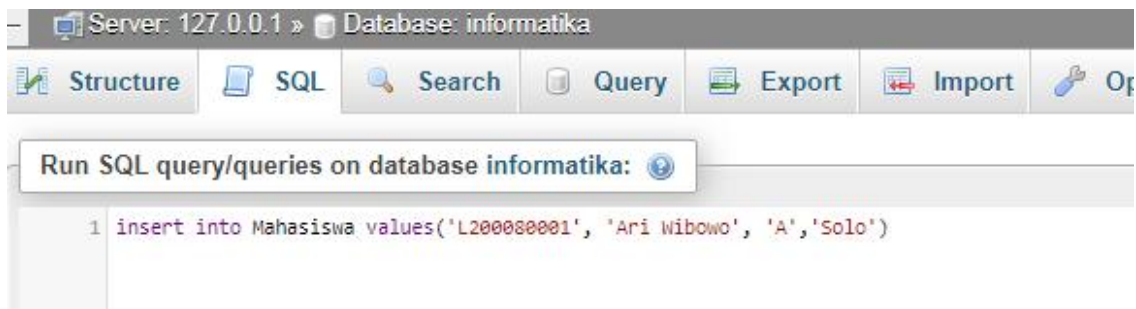 Server: 127.0.0.1 » Database: informatika
Structure SQL Search Query Export Import Op
Run SQL query/queries on database informatika:
1 insert into Mahasiswa values('L200080001', 'Ari Wibowo', 'A','Solo')